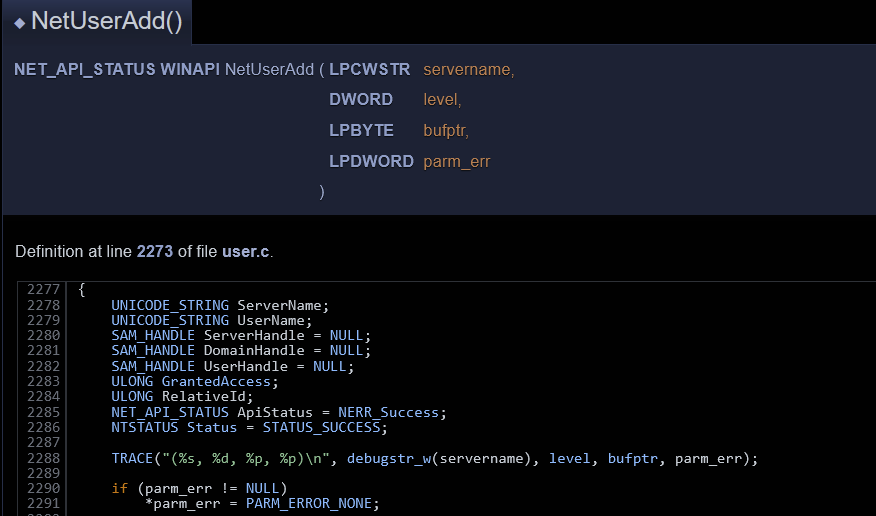 ◆ NetUserAdd()
NET_API_STATUS WINAPI NetUserAdd ( LPCWSTR servername,
DWORD level,
LPBYTE bufptr,
LPDWORD parm_err
)
Definition at line 2273 of file user.c.
2277 {
2278     UNICODE_STRING ServerName;
2279     UNICODE_STRING UserName;
2280     SAM_HANDLE ServerHandle = NULL;
2281     SAM_HANDLE DomainHandle = NULL;
2282     SAM_HANDLE UserHandle = NULL;
2283     ULONG GrantedAccess;
2284     ULONG RelativeId;
2285     NET_API_STATUS ApiStatus = NERR_Success;
2286     NTSTATUS Status = STATUS_SUCCESS;
2287
2288     TRACE("(%s, %d, %p, %p)\n", debugstr_w(servername), level, bufptr, parm_err);
2289
2290     if (parm_err != NULL)
2291         *parm_err = PARM_ERROR_NONE;